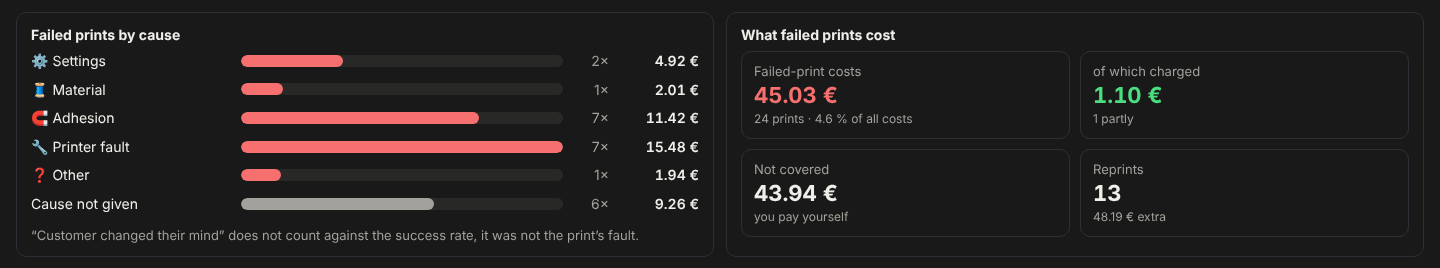 Failed prints by cause
⚙️ Settings 2× 4.92 €
🧵 Material 1× 2.01 €
🧲 Adhesion 7× 11.42 €
🔧 Printer fault 7× 15.48 €
❓ Other 1× 1.94 €
Cause not given 6× 9.26 €
“Customer changed their mind” does not count against the success rate, it was not the print’s fault.
What failed prints cost
Failed-print costs
45.03 €
24 prints · 4.6 % of all costs
of which charged
1.10 €
1 partly
Not covered
43.94 €
you pay yourself
Reprints
13
48.19 € extra